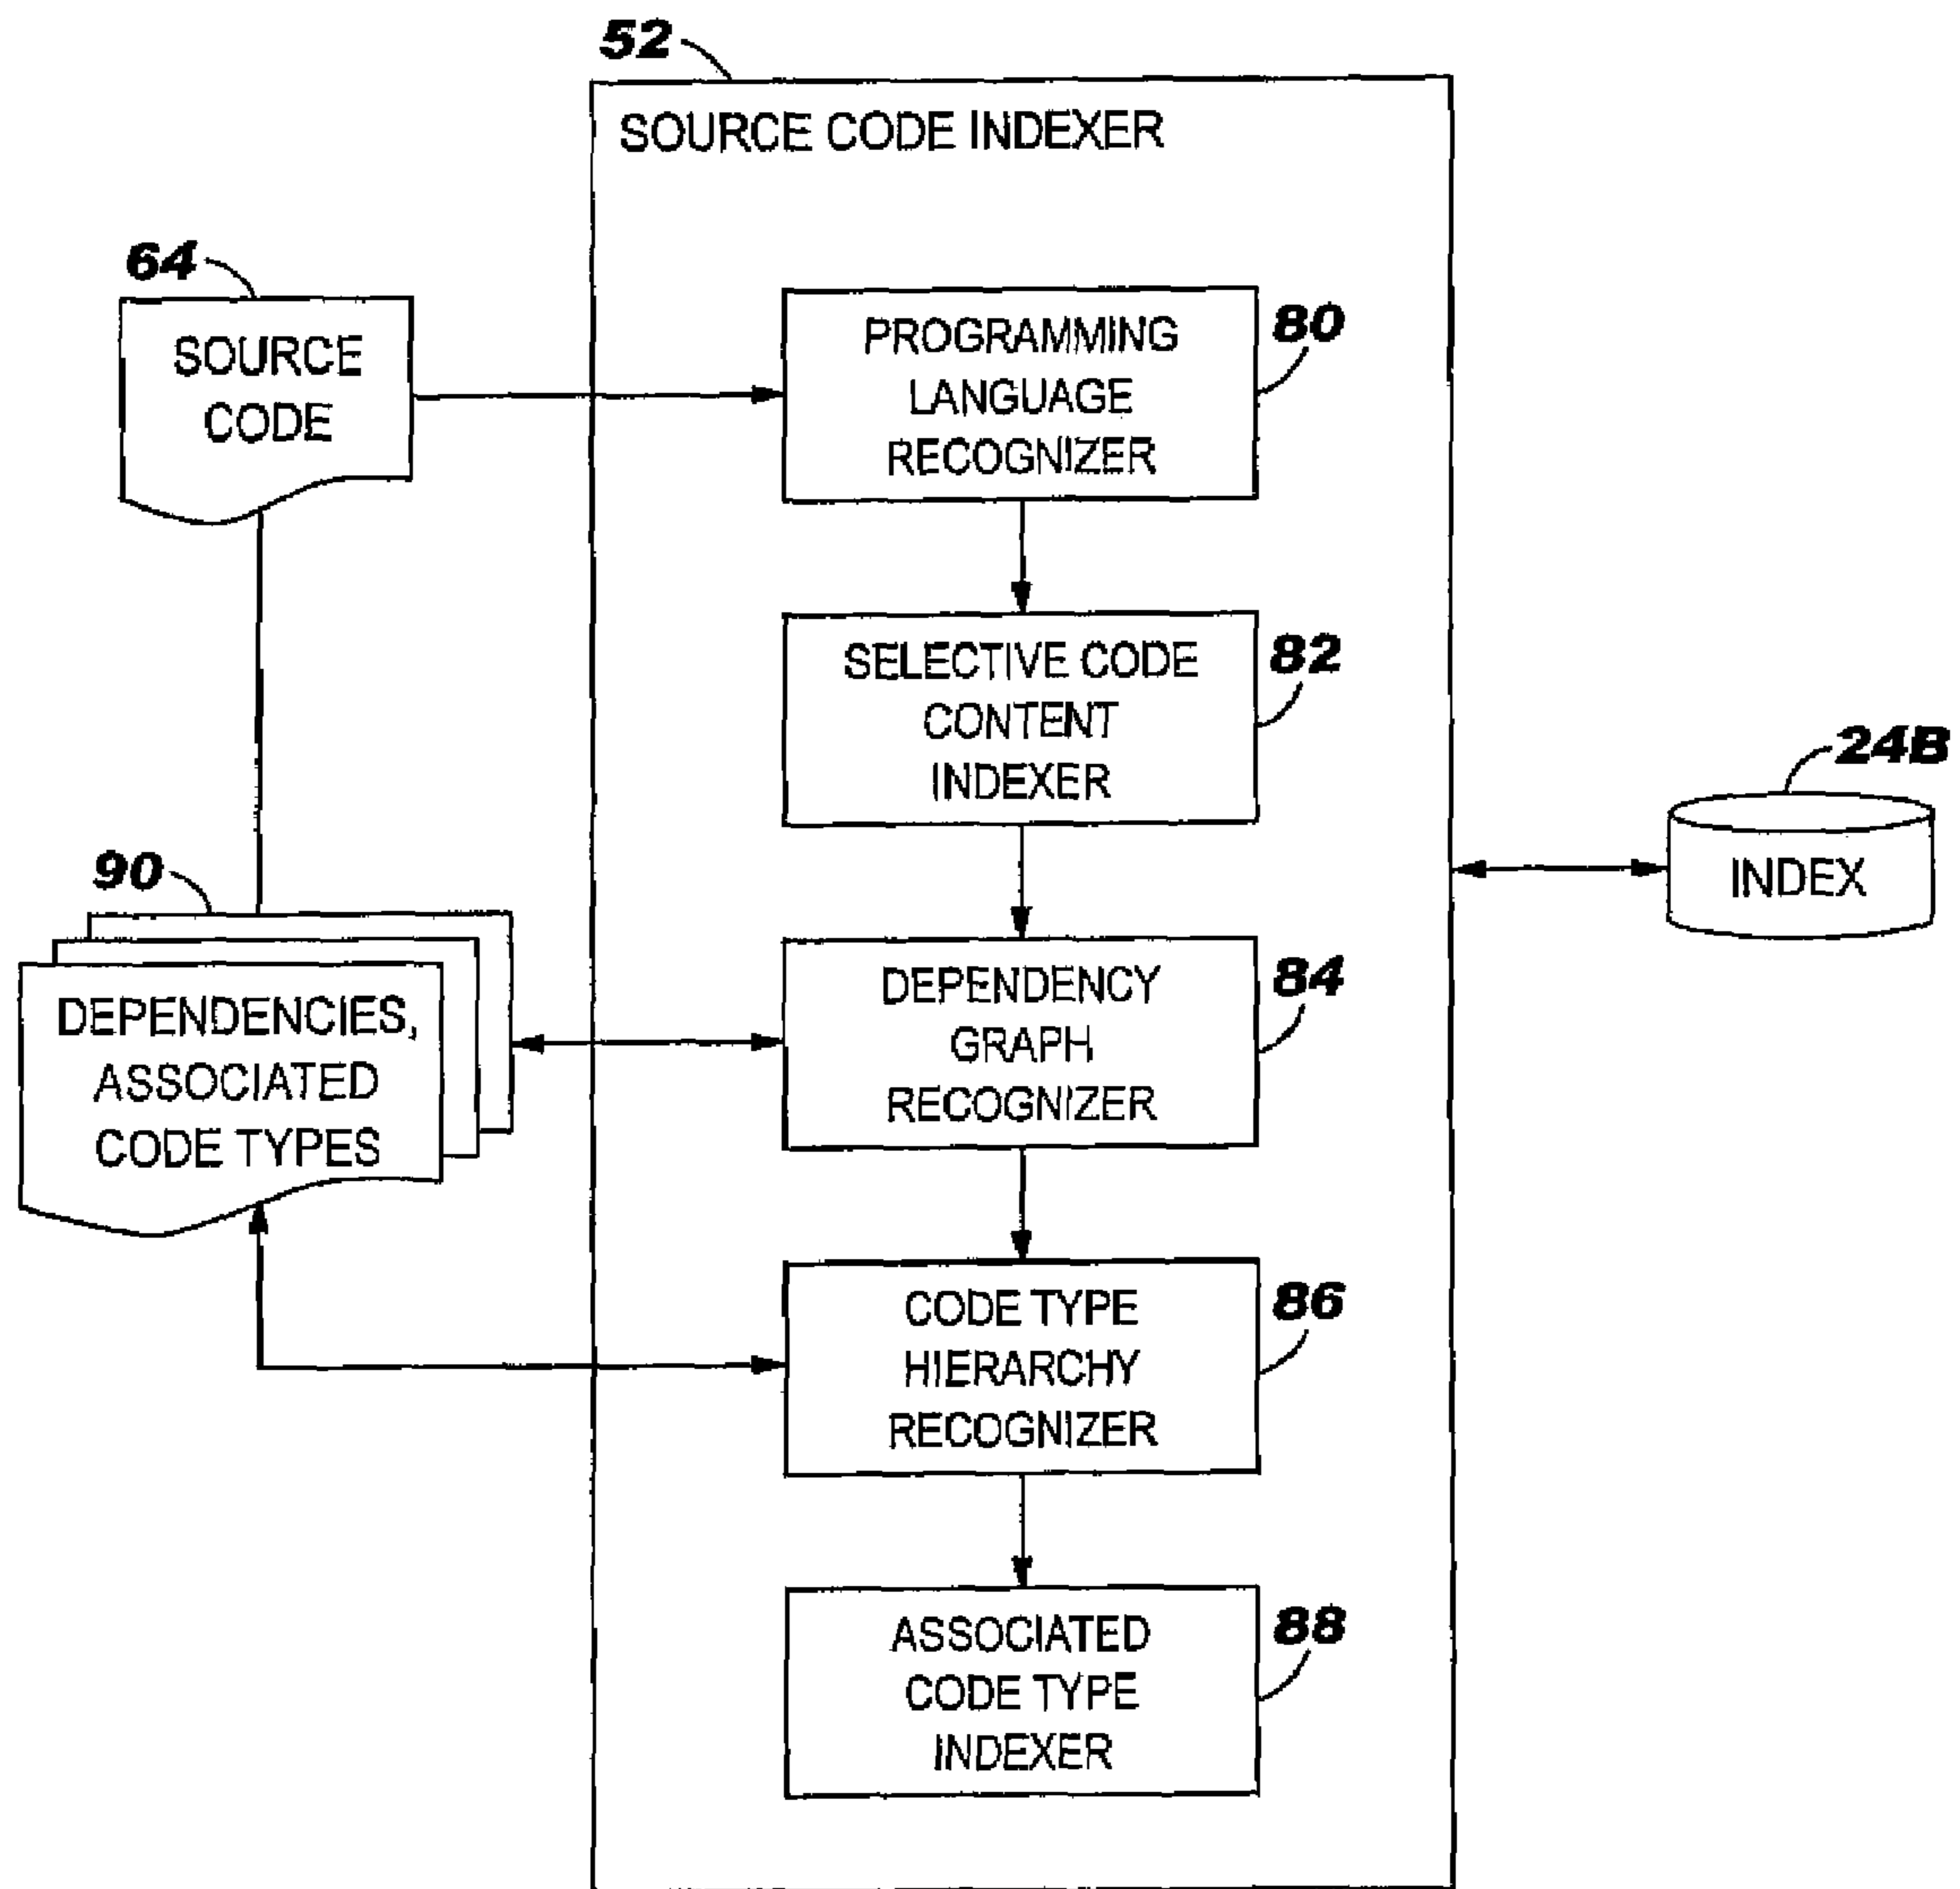 52
SOURCE CODE INDEXER
64
SOURCE
CODE
PROGRAMMING
LANGUAGE
RECOGNIZER
80
SELECTIVE CODE
CONTENT
INDEXER
82
24B
INDEX
90
DEPENDENCIES,
ASSOCIATED
CODE TYPES
DEPENDENCY
GRAPH
RECOGNIZER
84
CODE TYPE
HIERARCHY
RECOGNIZER
86
ASSOCIATED
CODE TYPE
INDEXER
88